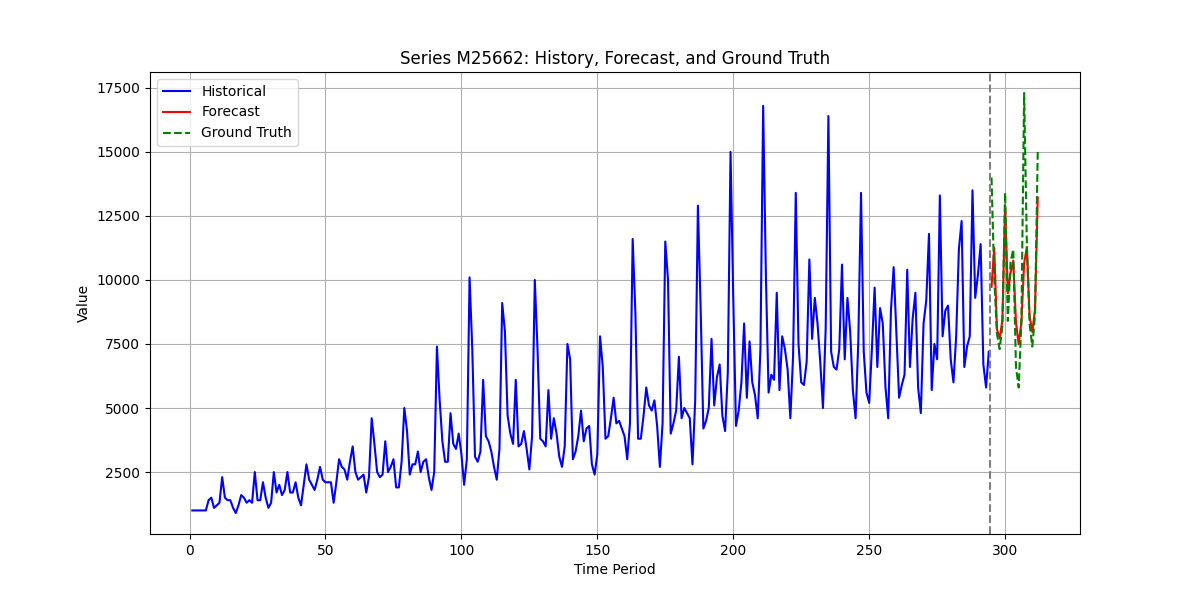 Series M25662: History, Forecast, and Ground Truth
Historical
Forecast
Ground Truth
17500
15000
12500
10000
7500
5000
2500
Value
0
50
100
150
200
250
300
Time Period